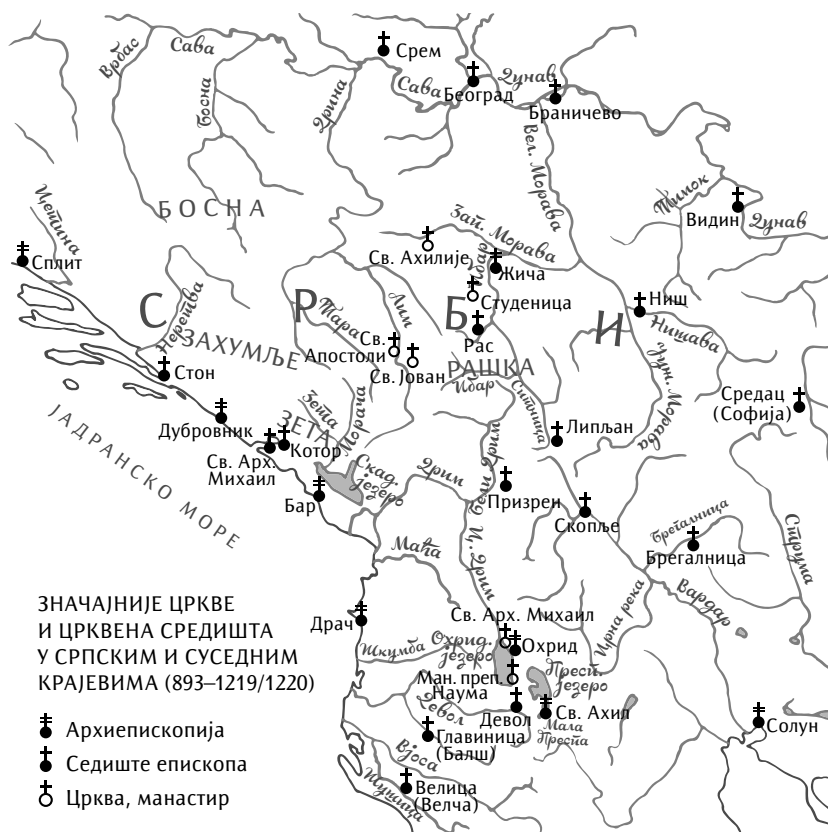 Врбас
Сава
Срем
Босна
Дрина
Сава
Београд
Дунав
Браничево
Вел. Морава
Цетина
БОСНА
Тимок
Видин
Дунав
Сплит
Св. Ахилије
Зап. Морава
Ибар
Жича
Студеница
Ниш
Нишава
С Р Б И
Неретва
ЗАХУМЉЕ
Тара
Лим
Св.
Апостоли
Св. Јован
Рас
РАШКА
Ибар
Ситница
Јуж. Морава
Стон
Средац
(Софија)
Дубровник
Зета
ЗЕТА
Морача
Св. Арх.
Михаил
Котор
Скад.
језеро
Липљан
ЈАДРАНСКО МОРЕ
Бар
Дрим
Бели Дрим
Призрен
Скопље
Брегалница
Брегалница
Струма
Маћа
Ц. Дрим
Вардар
Црна река
Драч
Св. Арх. Михаил
Шкумба
Охрид.
језеро
Охрид
Ман. преп.
Наума
Прест.
језеро
Девол
Девол
Св. Ахил
Мала
Преспа
Солун
Главиница
(Балш)
Вјоса
Велица
(Велча)
Шушица
ЗНАЧАЈНИЈЕ ЦРКВЕ
И ЦРКВЕНА СРЕДИШТА
У СРПСКИМ И СУСЕДНИМ
КРАЈЕВИМА (893–1219/1220)
Архиепископија
Седиште епископа
Црква, манастир